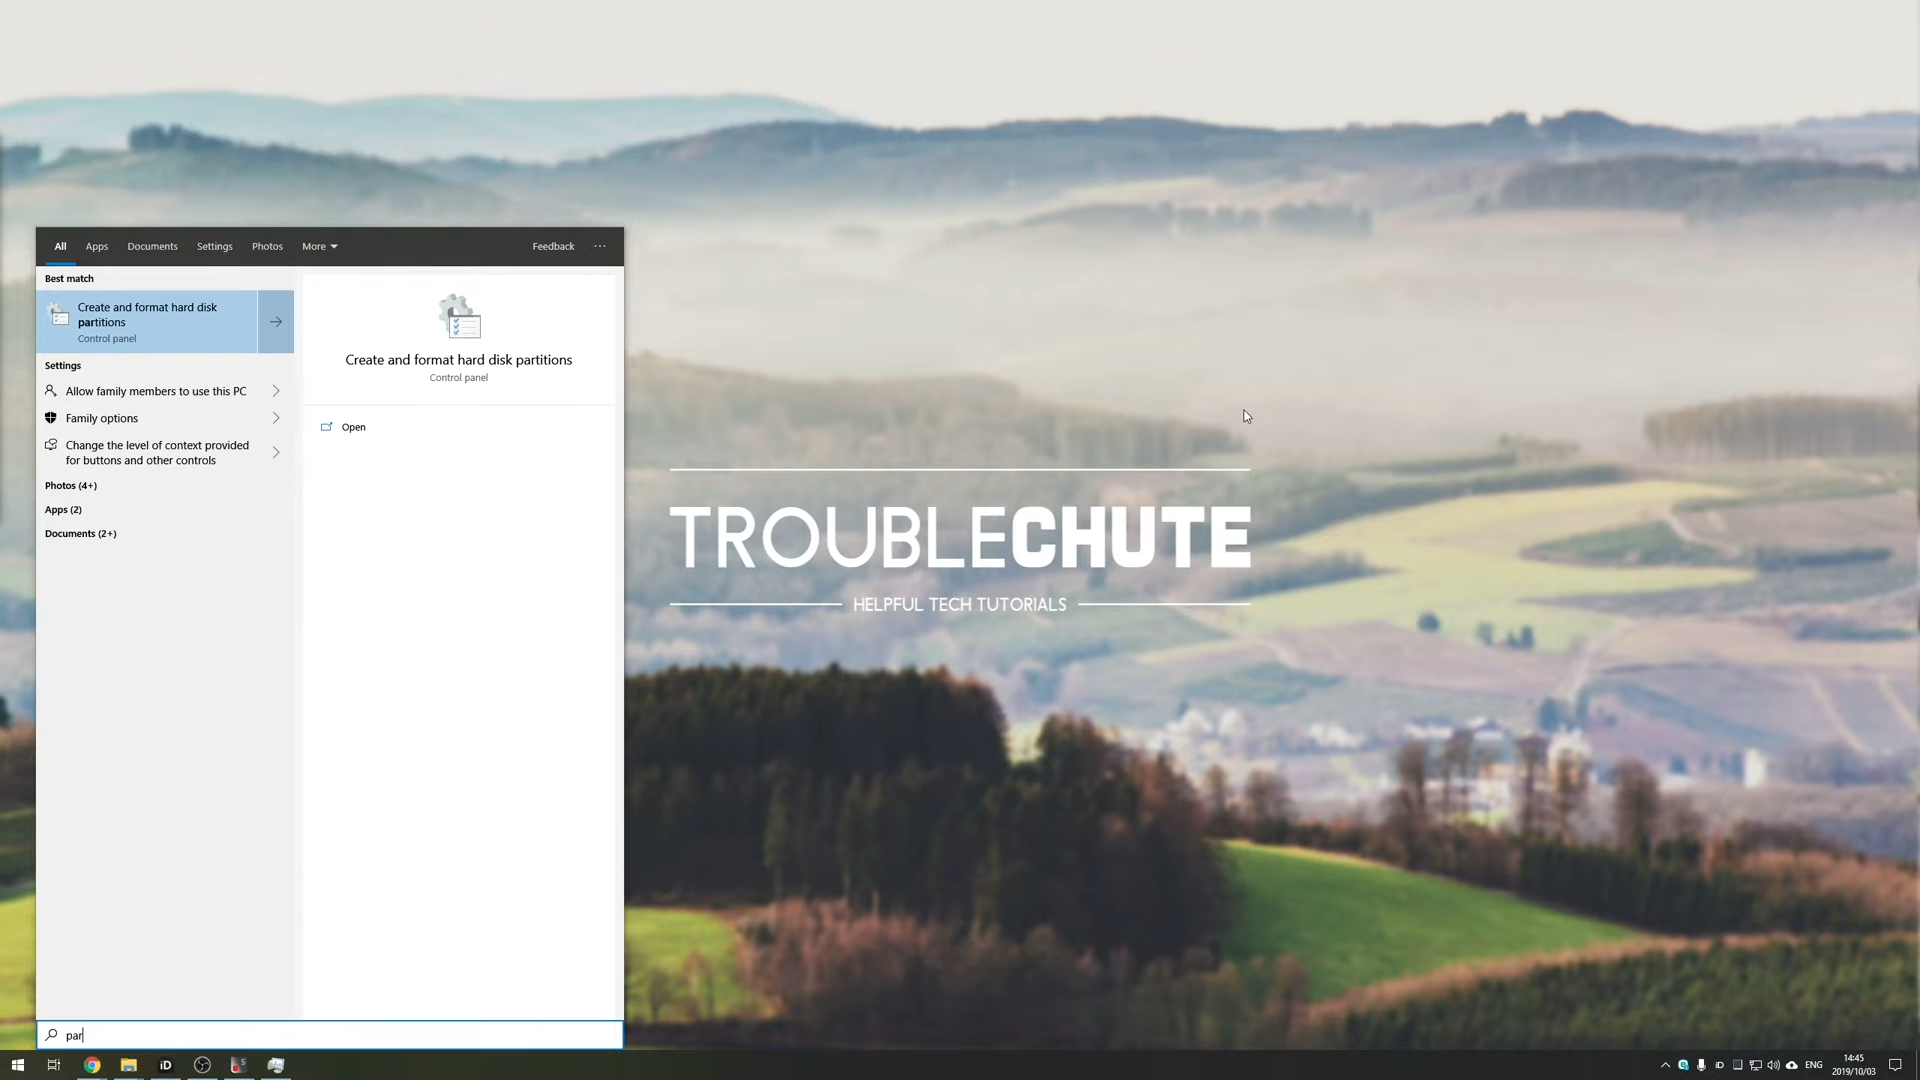 All Apps Documents Settings Photos More Feedback ...
Best match
Create and format hard disk
partitions
Control panel
Settings
Allow family members to use this PC
Family options
Change the level of context provided
for buttons and other controls
Photos (4+)
Apps (2)
Documents (2+)
Create and format hard disk partitions
Control panel
Open
TROUBLECHUTE
HELPFUL TECH TUTORIALS
par
iD
S
iD
ENG
14:45
2019/10/03